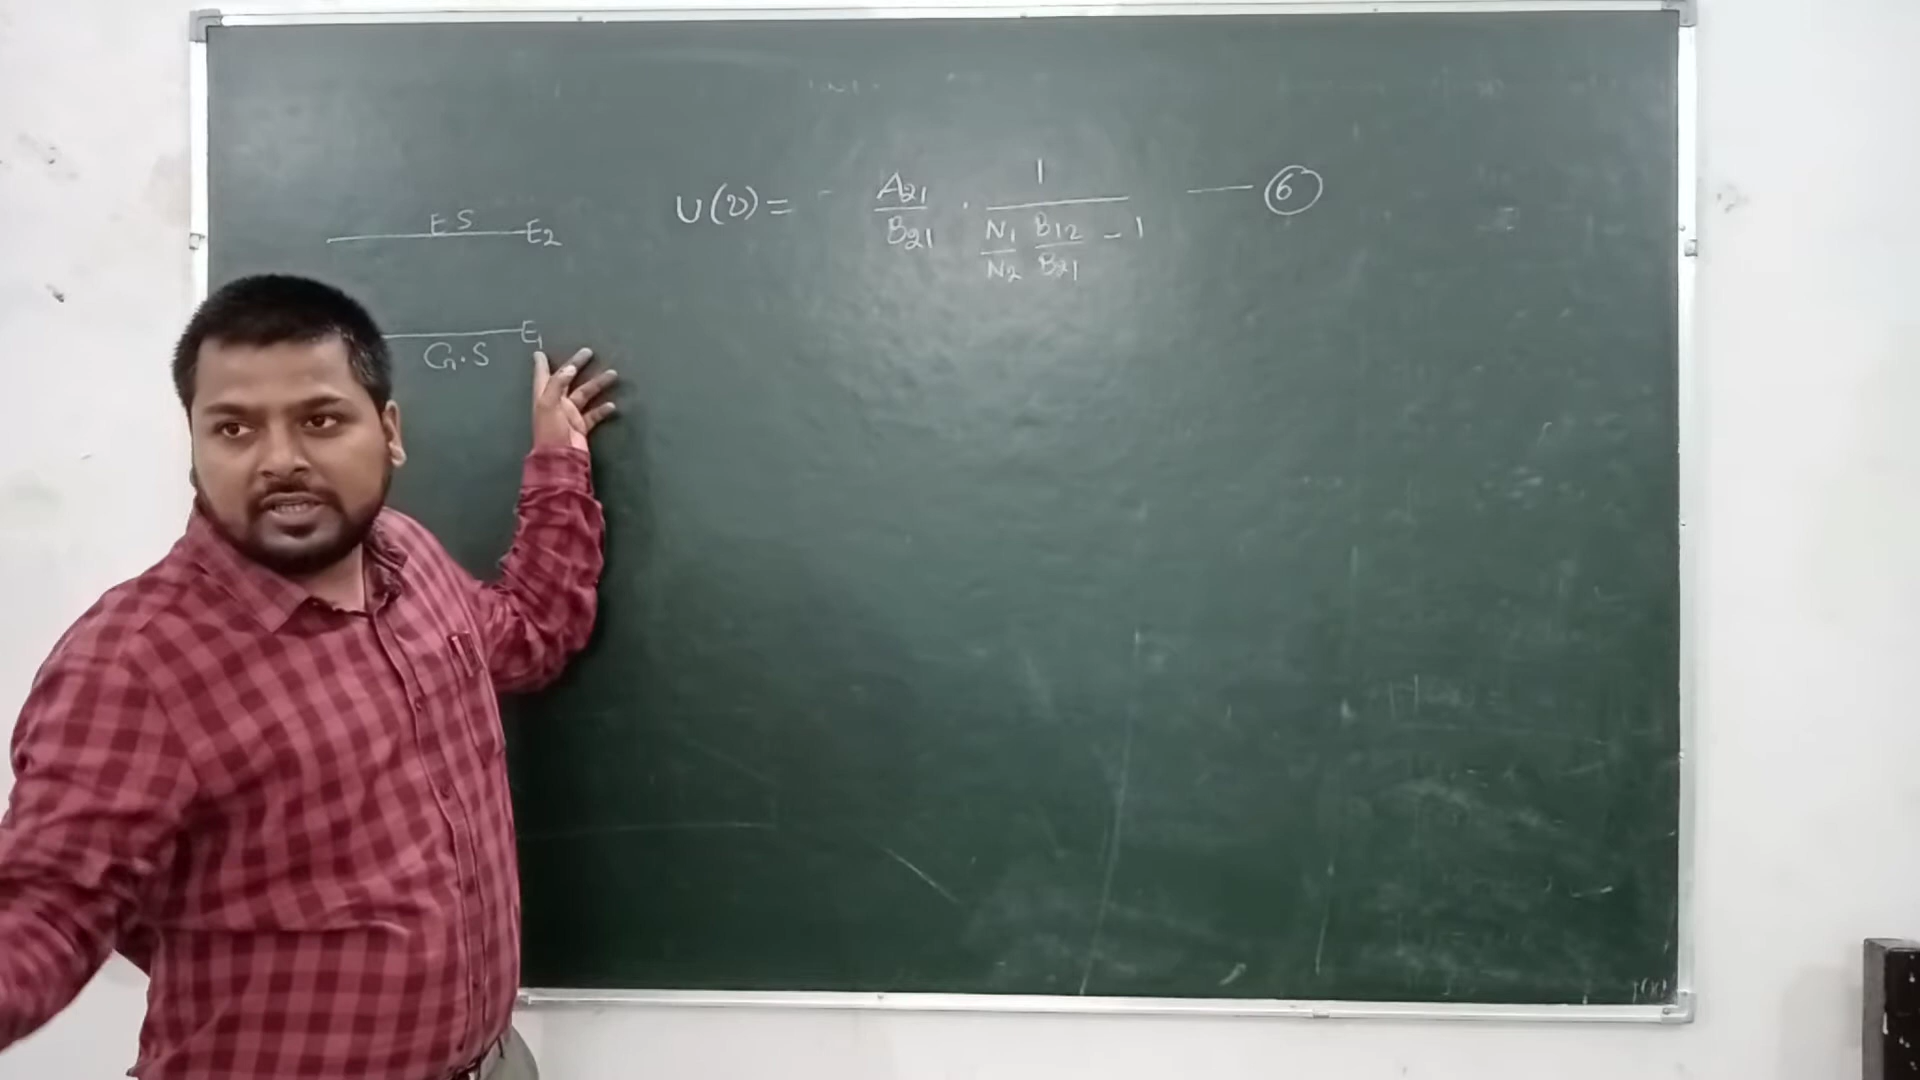 E S E2
E1
G.S
U(ν) = A21/B21 · 1/(N1/N2 B12/B21 - 1) — 6